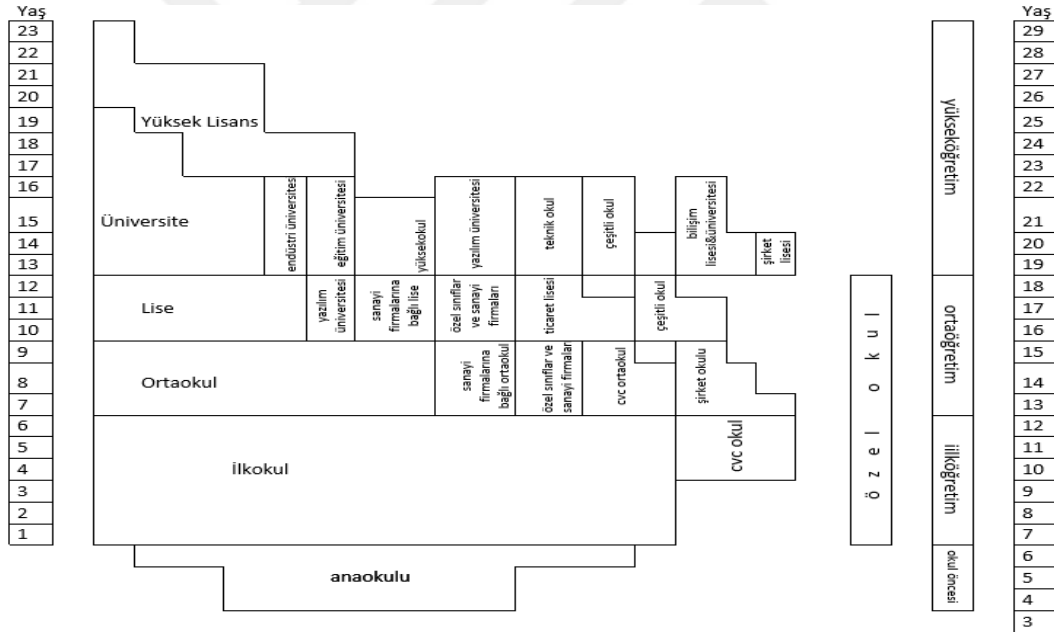 Yaş
23
22
21
20
19
18
17
16
15
14
13
12
11
10
9
8
7
6
5
4
3
2
1
Yüksek Lisans
Üniversite
endüstri üniversitesi
eğitim üniversitesi
yüksekokul
yazılım üniversitesi
teknik okul
çeşitli okul
bilişim
lisesi&üniversitesi
şirket
lisesi
Lise
yazılım
üniversitesi
sanayi
firmalarına
bağlı lise
özel sınıflar
ve sanayi
firmaları
ticaret lisesi
çeşitli okul
Ortaokul
sanayi
firmalarına
bağlı ortaokul
özel sınıflar ve
sanayi firmaları
cvc ortaokul
şirket okulu
İlkokul
cvc okul
anaokulu
özel okul
yükseköğretim
ortaöğretim
iilköğretim
okul öncesi
Yaş
29
28
27
26
25
24
23
22
21
20
19
18
17
16
15
14
13
12
11
10
9
8
7
6
5
4
3